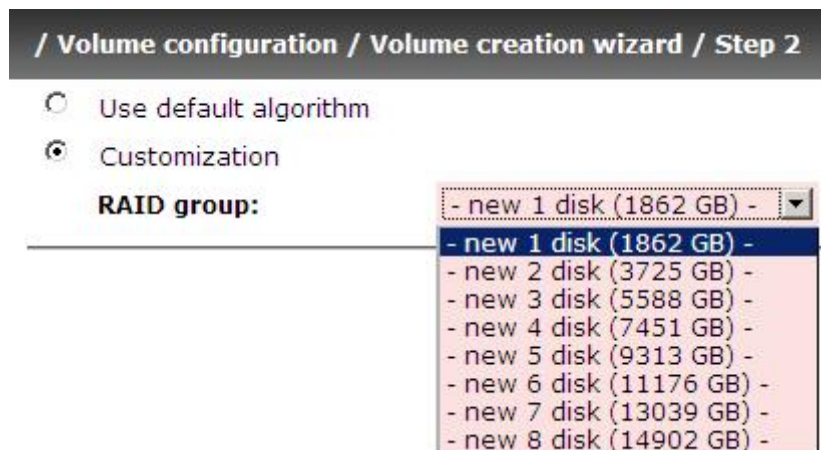 / Volume configuration / Volume creation wizard / Step 2
Use default algorithm
Customization
RAID group: - new 1 disk (1862 GB) -
- new 1 disk (1862 GB) -
- new 2 disk (3725 GB) -
- new 3 disk (5588 GB) -
- new 4 disk (7451 GB) -
- new 5 disk (9313 GB) -
- new 6 disk (11176 GB) -
- new 7 disk (13039 GB) -
- new 8 disk (14902 GB) -